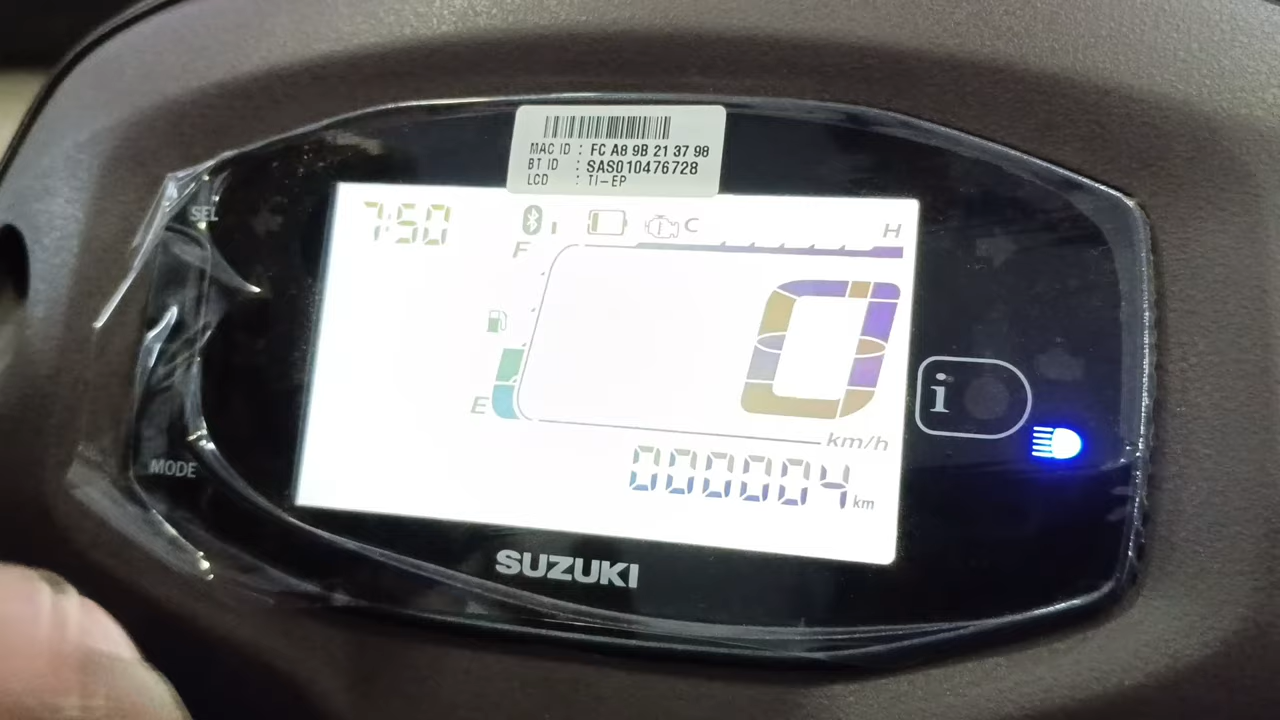 MAC ID : FC A8 9B 21 37 98
BT ID : SAS010476728
LCD : TI-EP
SEL
7:50
C
H
F
0
E
i
km/h
MODE
000004 km
SUZUKI